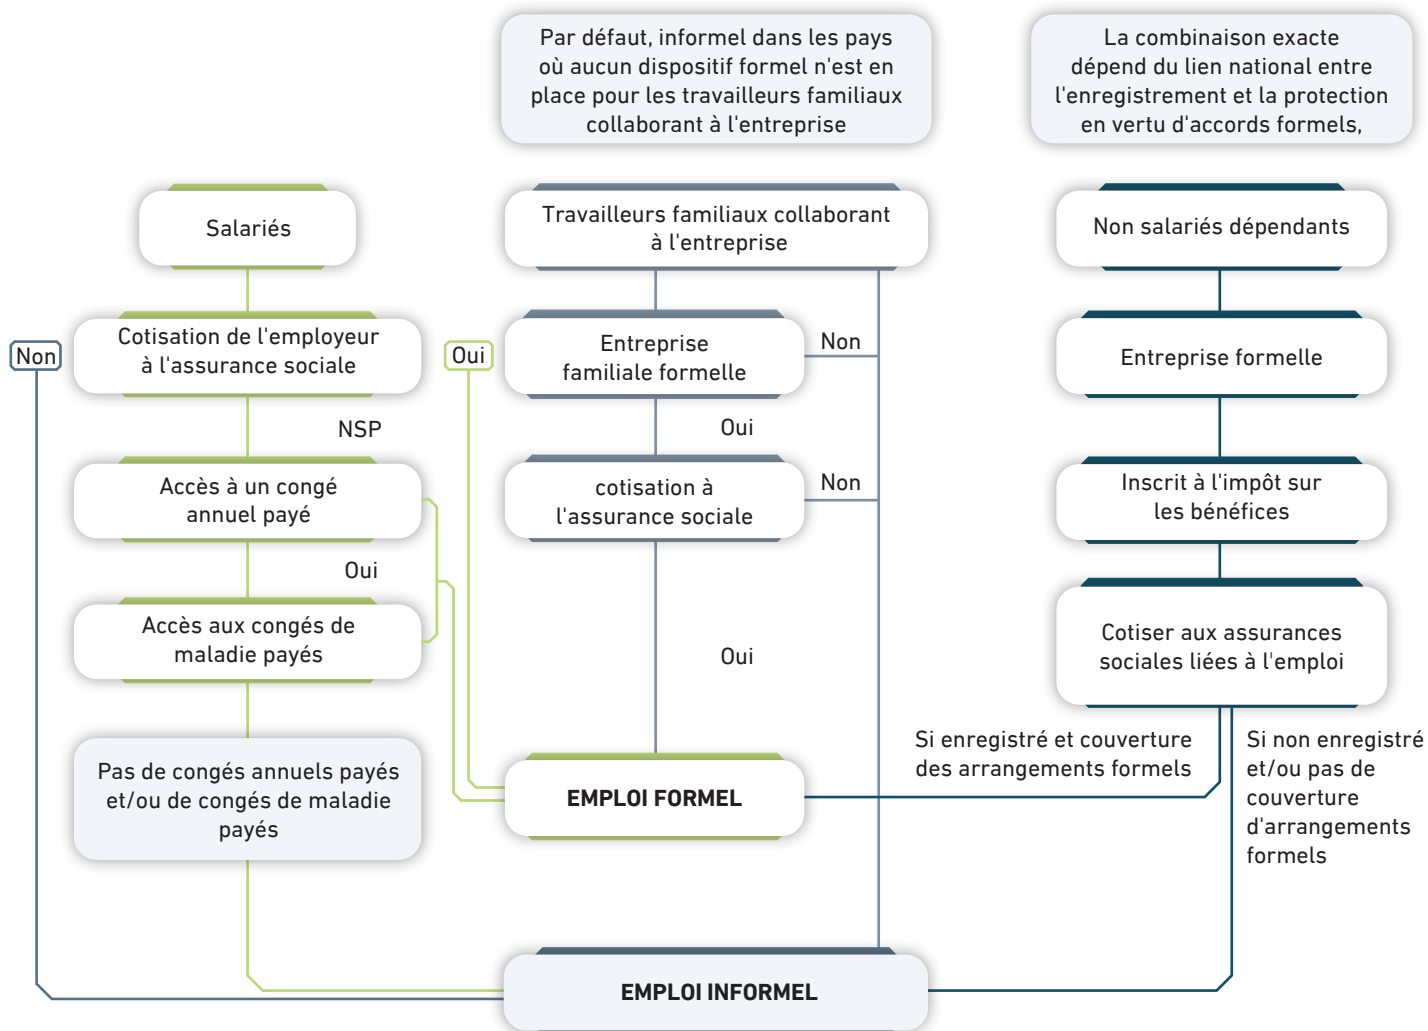 Par défaut, informel dans les pays
où aucun dispositif formel n'est en
place pour les travailleurs familiaux
collaborant à l'entreprise
La combinaison exacte
dépend du lien national entre
l'enregistrement et la protection
en vertu d'accords formels,
Salariés
Travailleurs familiaux collaborant
à l'entreprise
Non salariés dépendants
Non
Cotisation de l'employeur
à l'assurance sociale
Oui
Entreprise
familiale formelle
Non
Entreprise formelle
NSP
Oui
Accès à un congé
annuel payé
cotisation à
l'assurance sociale
Non
Inscrit à l'impôt sur
les bénéfices
Oui
Accès aux congés de
maladie payés
Oui
Cotiser aux assurances
sociales liées à l'emploi
Pas de congés annuels payés
et/ou de congés de maladie
payés
EMPLOI FORMEL
Si enregistré et couverture
des arrangements formels
Si non enregistré
et/ou pas de
couverture
d'arrangements
formels
EMPLOI INFORMEL